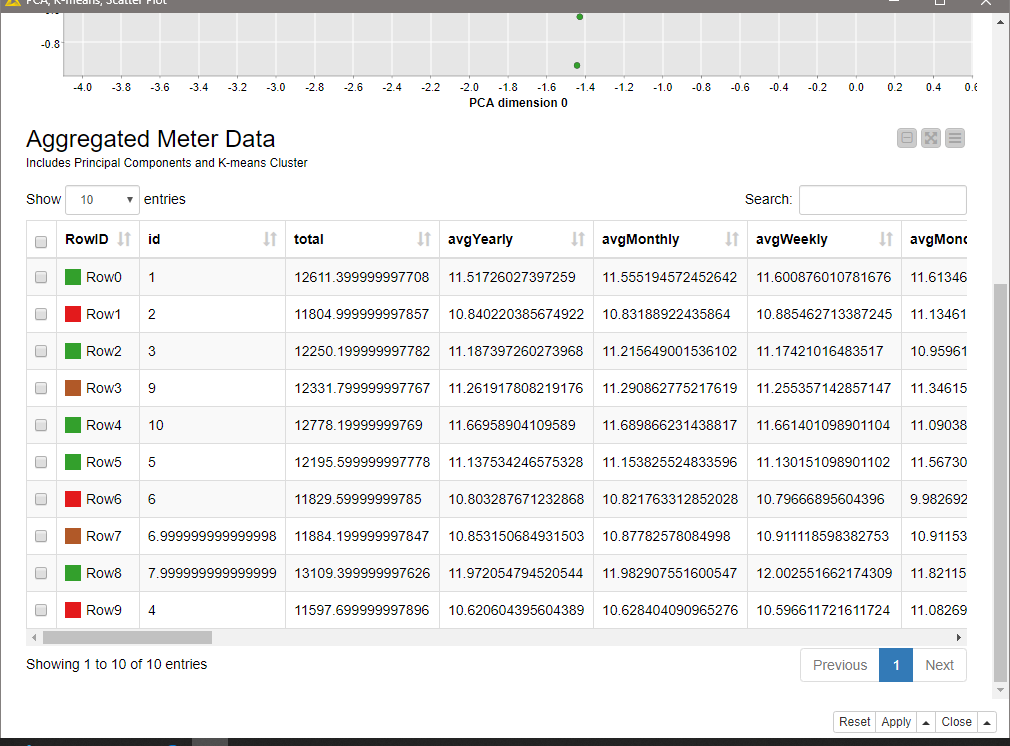 PCA, K-means, Scatter Plot
-0.8
-4.0 -3.8 -3.6 -3.4 -3.2 -3.0 -2.8 -2.6 -2.4 -2.2 -2.0 -1.8 -1.6 -1.4 -1.2 -1.0 -0.8 -0.6 -0.4 -0.2 0.0 0.2 0.4 0.6
PCA dimension 0
Aggregated Meter Data
Includes Principal Components and K-means Cluster
Show 10 entries Search:
RowID id total avgYearly avgMonthly avgWeekly avgMond
Row0 1 12611.399999997708 11.51726027397259 11.555194572452642 11.600876010781676 11.61346
Row1 2 11804.999999997857 10.840220385674922 10.83188922435864 10.885462713387245 11.13461
Row2 3 12250.199999997782 11.187397260273968 11.215649001536102 11.17421016483517 10.95961
Row3 9 12331.799999997767 11.261917808219176 11.290862775217619 11.255357142857147 11.34615
Row4 10 12778.19999999769 11.66958904109589 11.689866231438817 11.661401098901104 11.09038
Row5 5 12195.599999997778 11.137534246575328 11.153825524833596 11.130151098901102 11.56730
Row6 6 11829.59999999785 10.803287671232868 10.821763312852028 10.79666895604396 9.982692
Row7 6.999999999999998 11884.199999997847 10.853150684931503 10.87782578084998 10.911118598382753 10.91153
Row8 7.999999999999999 13109.399999997626 11.972054794520544 11.982907551600547 12.002551662174309 11.82115
Row9 4 11597.699999997896 10.620604395604389 10.628404090965276 10.596611721611724 11.08269
Showing 1 to 10 of 10 entries Previous 1 Next
Reset Apply Close